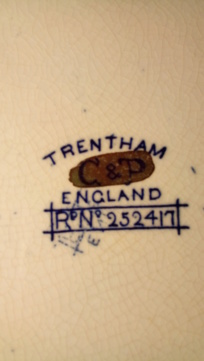 TRENTHAM
C & P
ENGLAND
Rᴰ Nº 252417